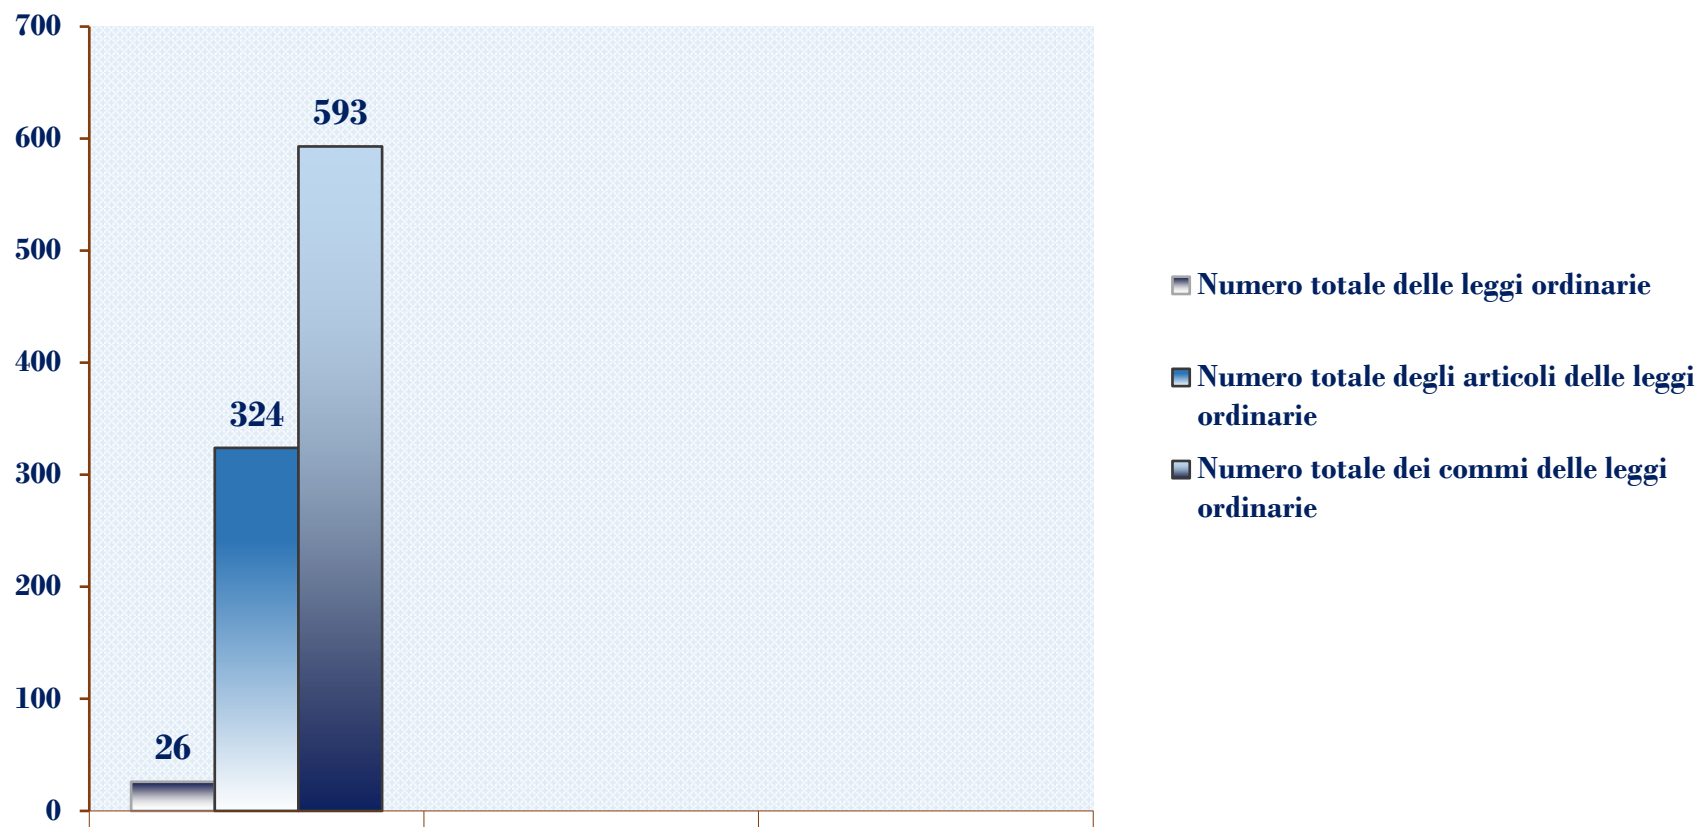 700
600
500
400
300
200
100
0
26
324
593
Numero totale delle leggi ordinarie
Numero totale degli articoli delle leggi
ordinarie
Numero totale dei commi delle leggi
ordinarie